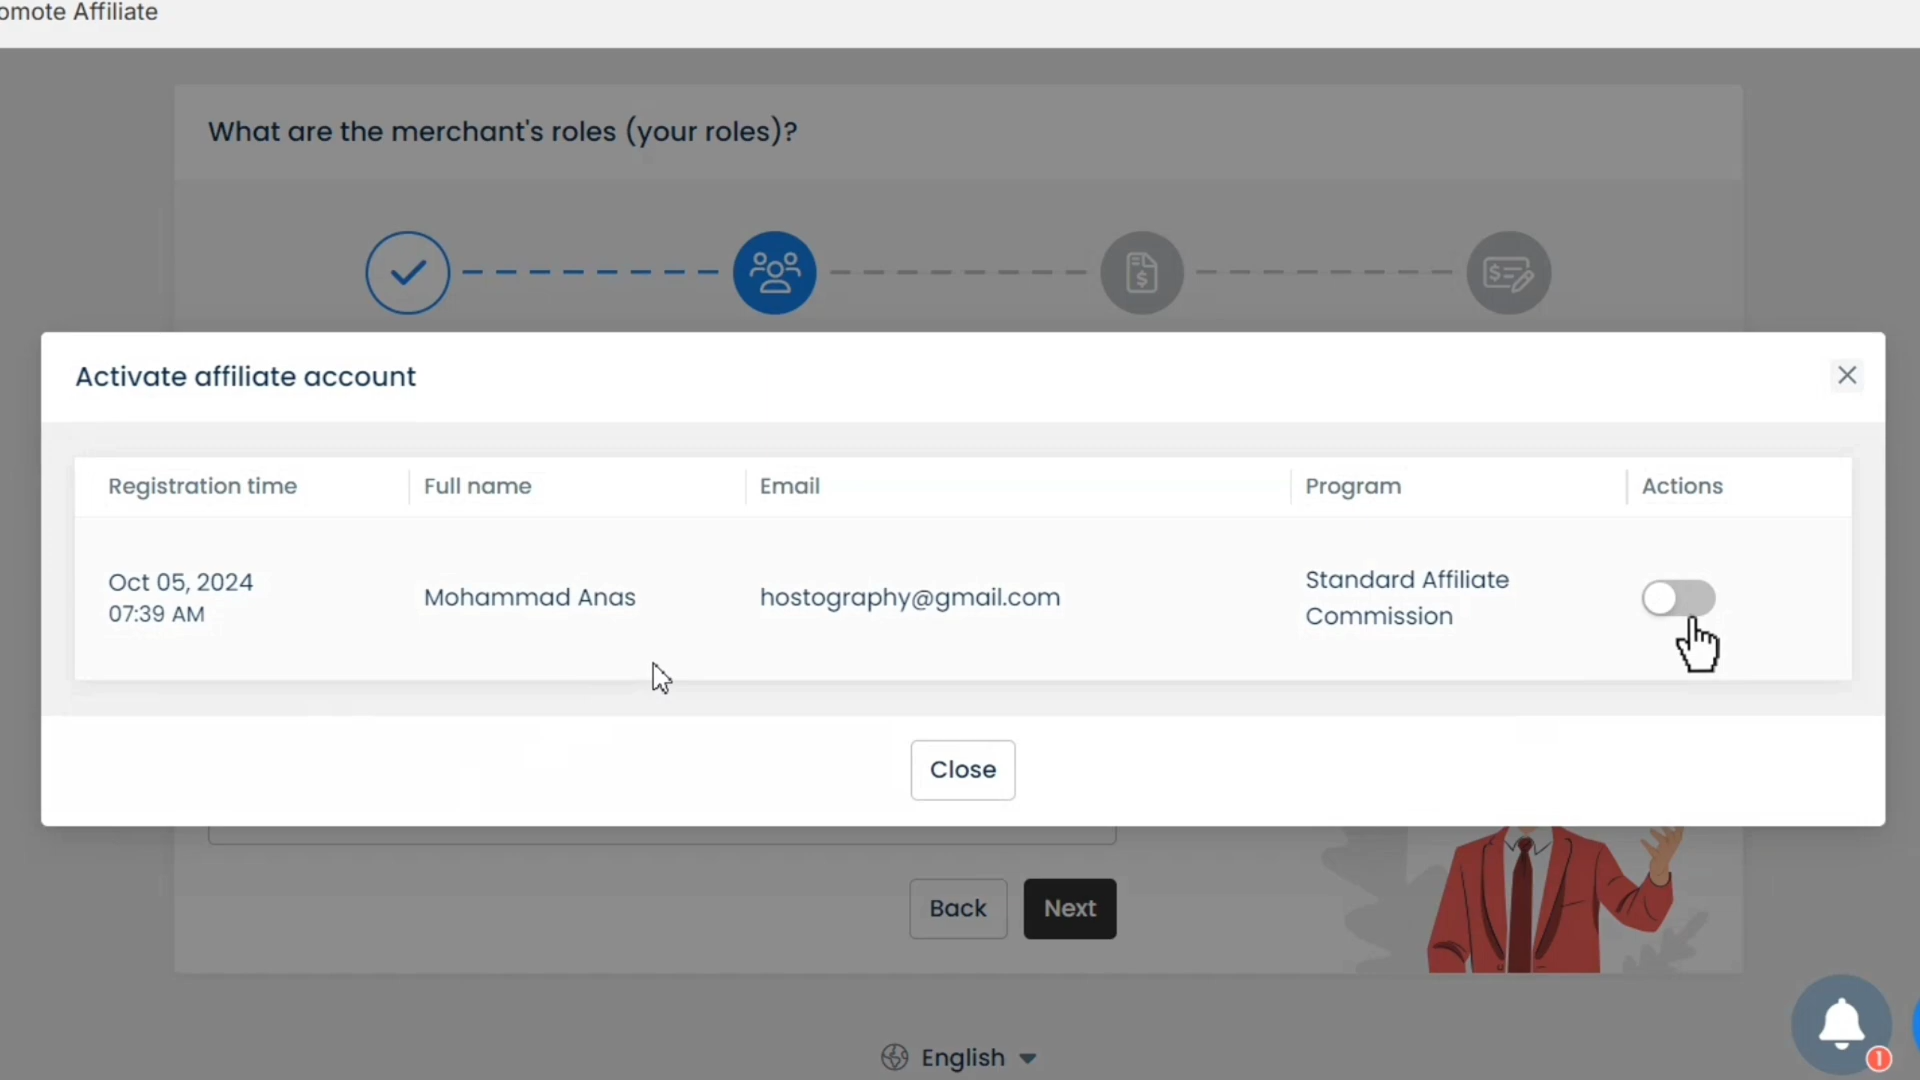 omote Affiliate
What are the merchant's roles (your roles)?
Activate affiliate account
Registration time Full name Email Program Actions
Oct 05, 2024
07:39 AM
Mohammad Anas
hostography@gmail.com
Standard Affiliate
Commission
Close
Back Next
English
1